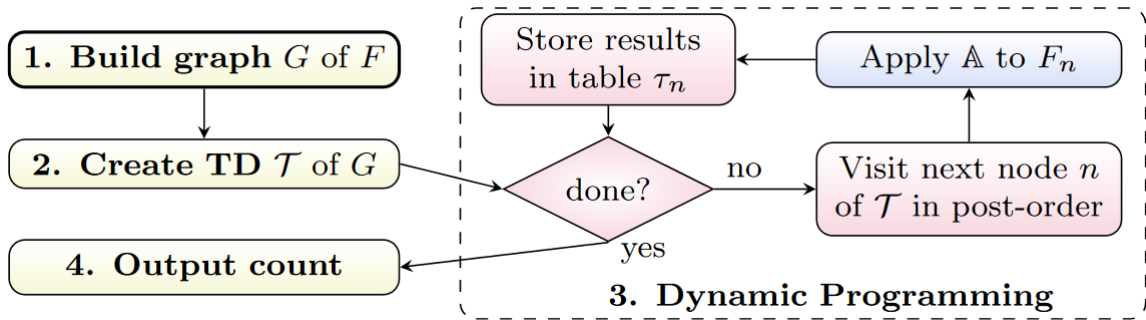 1. Build graph G of F
2. Create TD 𝒯 of G
4. Output count
Store results
in table τₙ
done?
no
yes
Apply 𝔸 to Fₙ
Visit next node n
of 𝒯 in post-order
3. Dynamic Programming